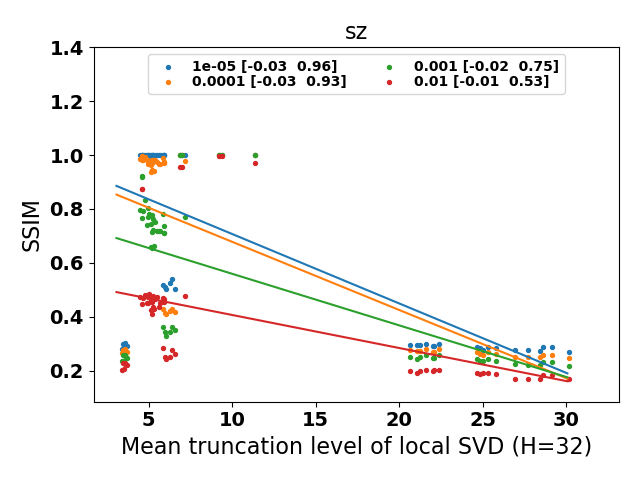 sz
1.4
1e-05 [-0.03  0.96]
0.001 [-0.02  0.75]
0.0001 [-0.03  0.93]
0.01 [-0.01  0.53]
1.2
1.0
0.8
0.6
0.4
0.2
SSIM
5 10 15 20 25 30
Mean truncation level of local SVD (H=32)